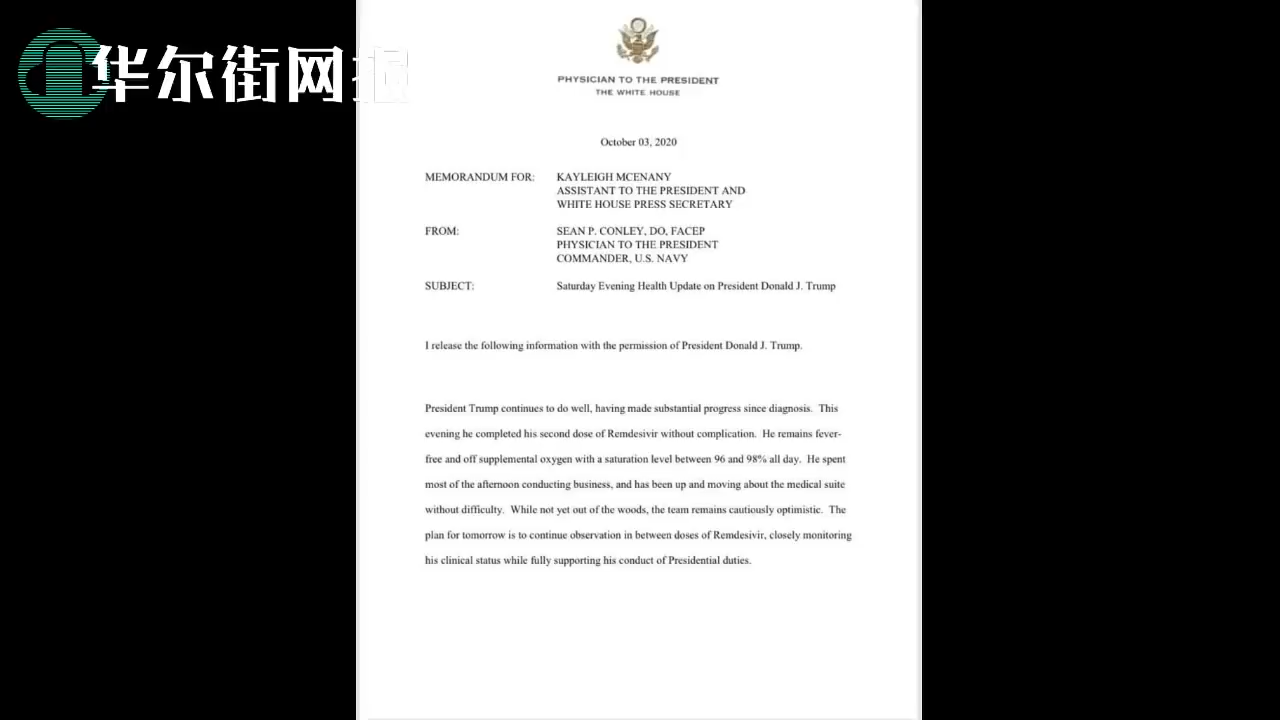 华尔街网报
PHYSICIAN TO THE PRESIDENT
THE WHITE HOUSE
October 03, 2020
MEMORANDUM FOR: KAYLEIGH MCENANY
ASSISTANT TO THE PRESIDENT AND
WHITE HOUSE PRESS SECRETARY
FROM: SEAN P. CONLEY, DO, FACEP
PHYSICIAN TO THE PRESIDENT
COMMANDER, U.S. NAVY
SUBJECT: Saturday Evening Health Update on President Donald J. Trump
I release the following information with the permission of President Donald J. Trump.
President Trump continues to do well, having made substantial progress since diagnosis. This
evening he completed his second dose of Remdesivir without complication. He remains fever-
free and off supplemental oxygen with a saturation level between 96 and 98% all day. He spent
most of the afternoon conducting business, and has been up and moving about the medical suite
without difficulty. While not yet out of the woods, the team remains cautiously optimistic. The
plan for tomorrow is to continue observation in between doses of Remdesivir, closely monitoring
his clinical status while fully supporting his conduct of Presidential duties.